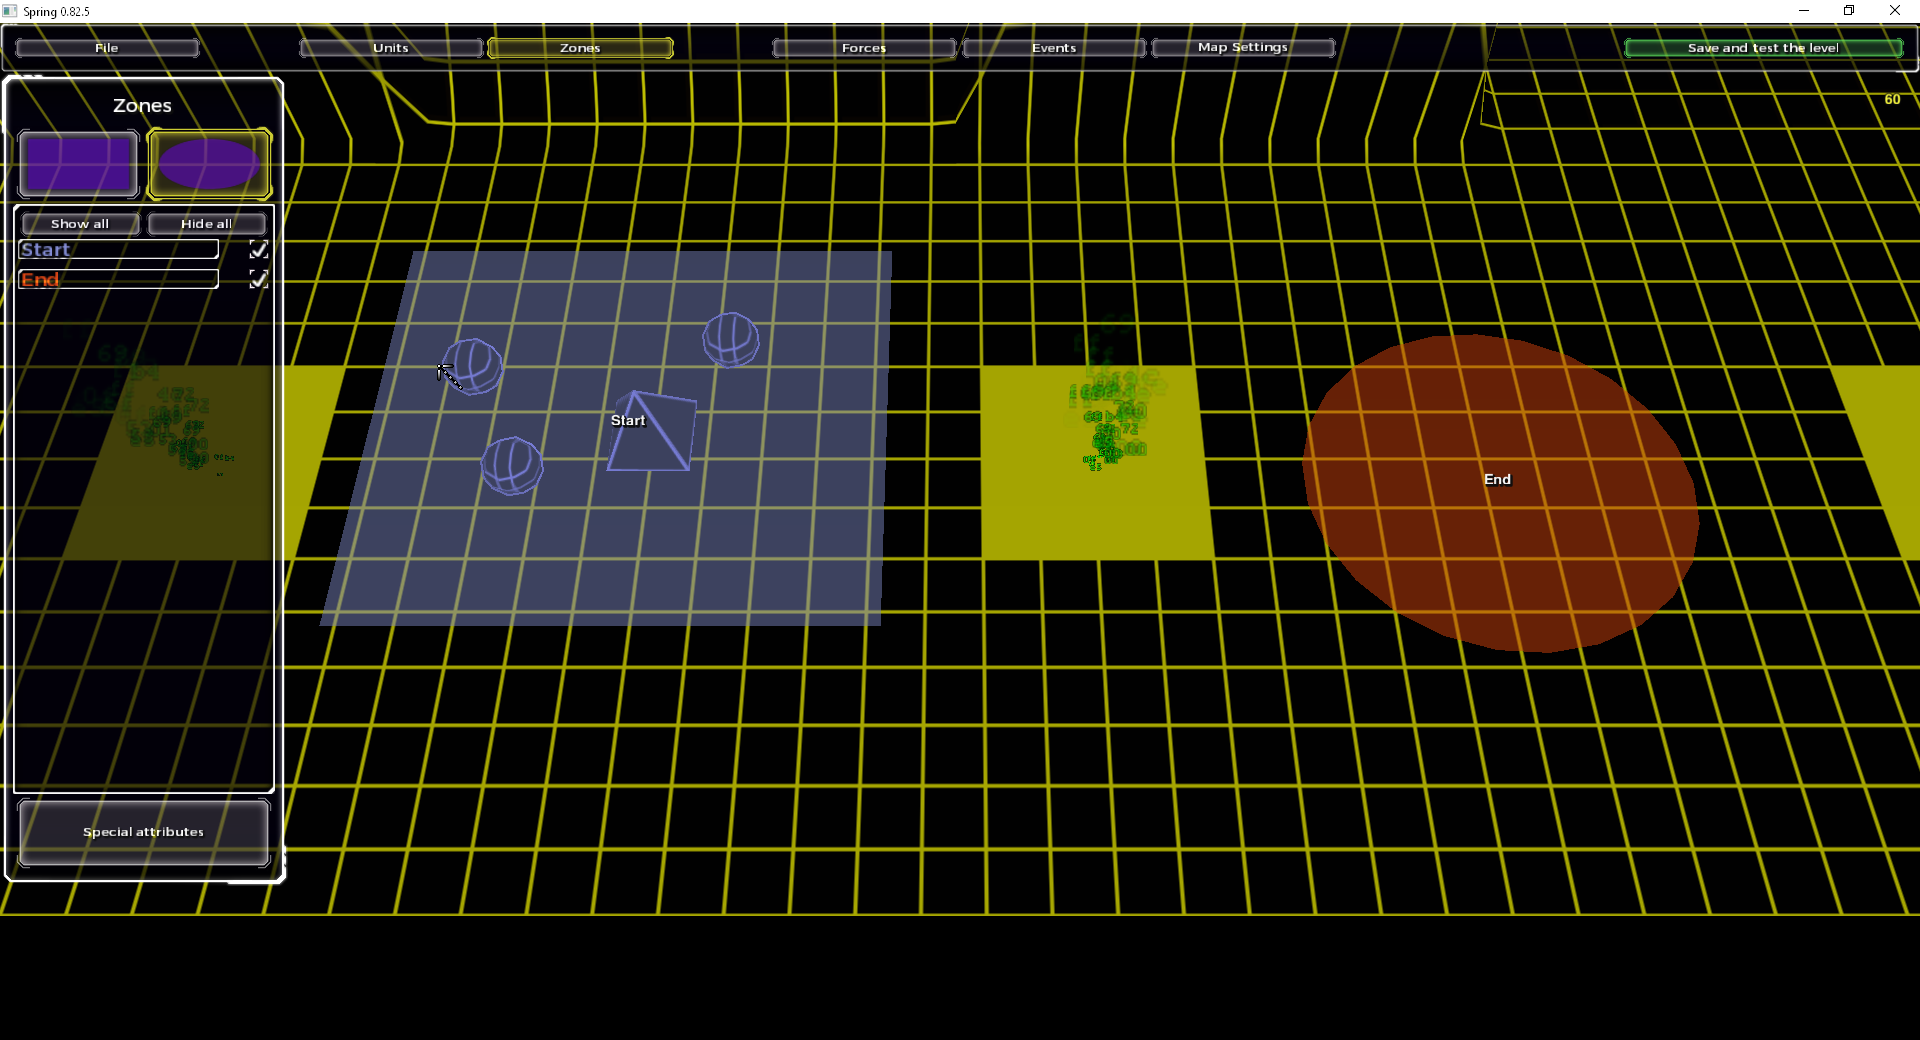 Spring 0.82.5
File
Units
Zones
Forces
Events
Map Settings
Save and test the level
60
Zones
Show all
Hide all
Start
End
Start
End
Special attributes